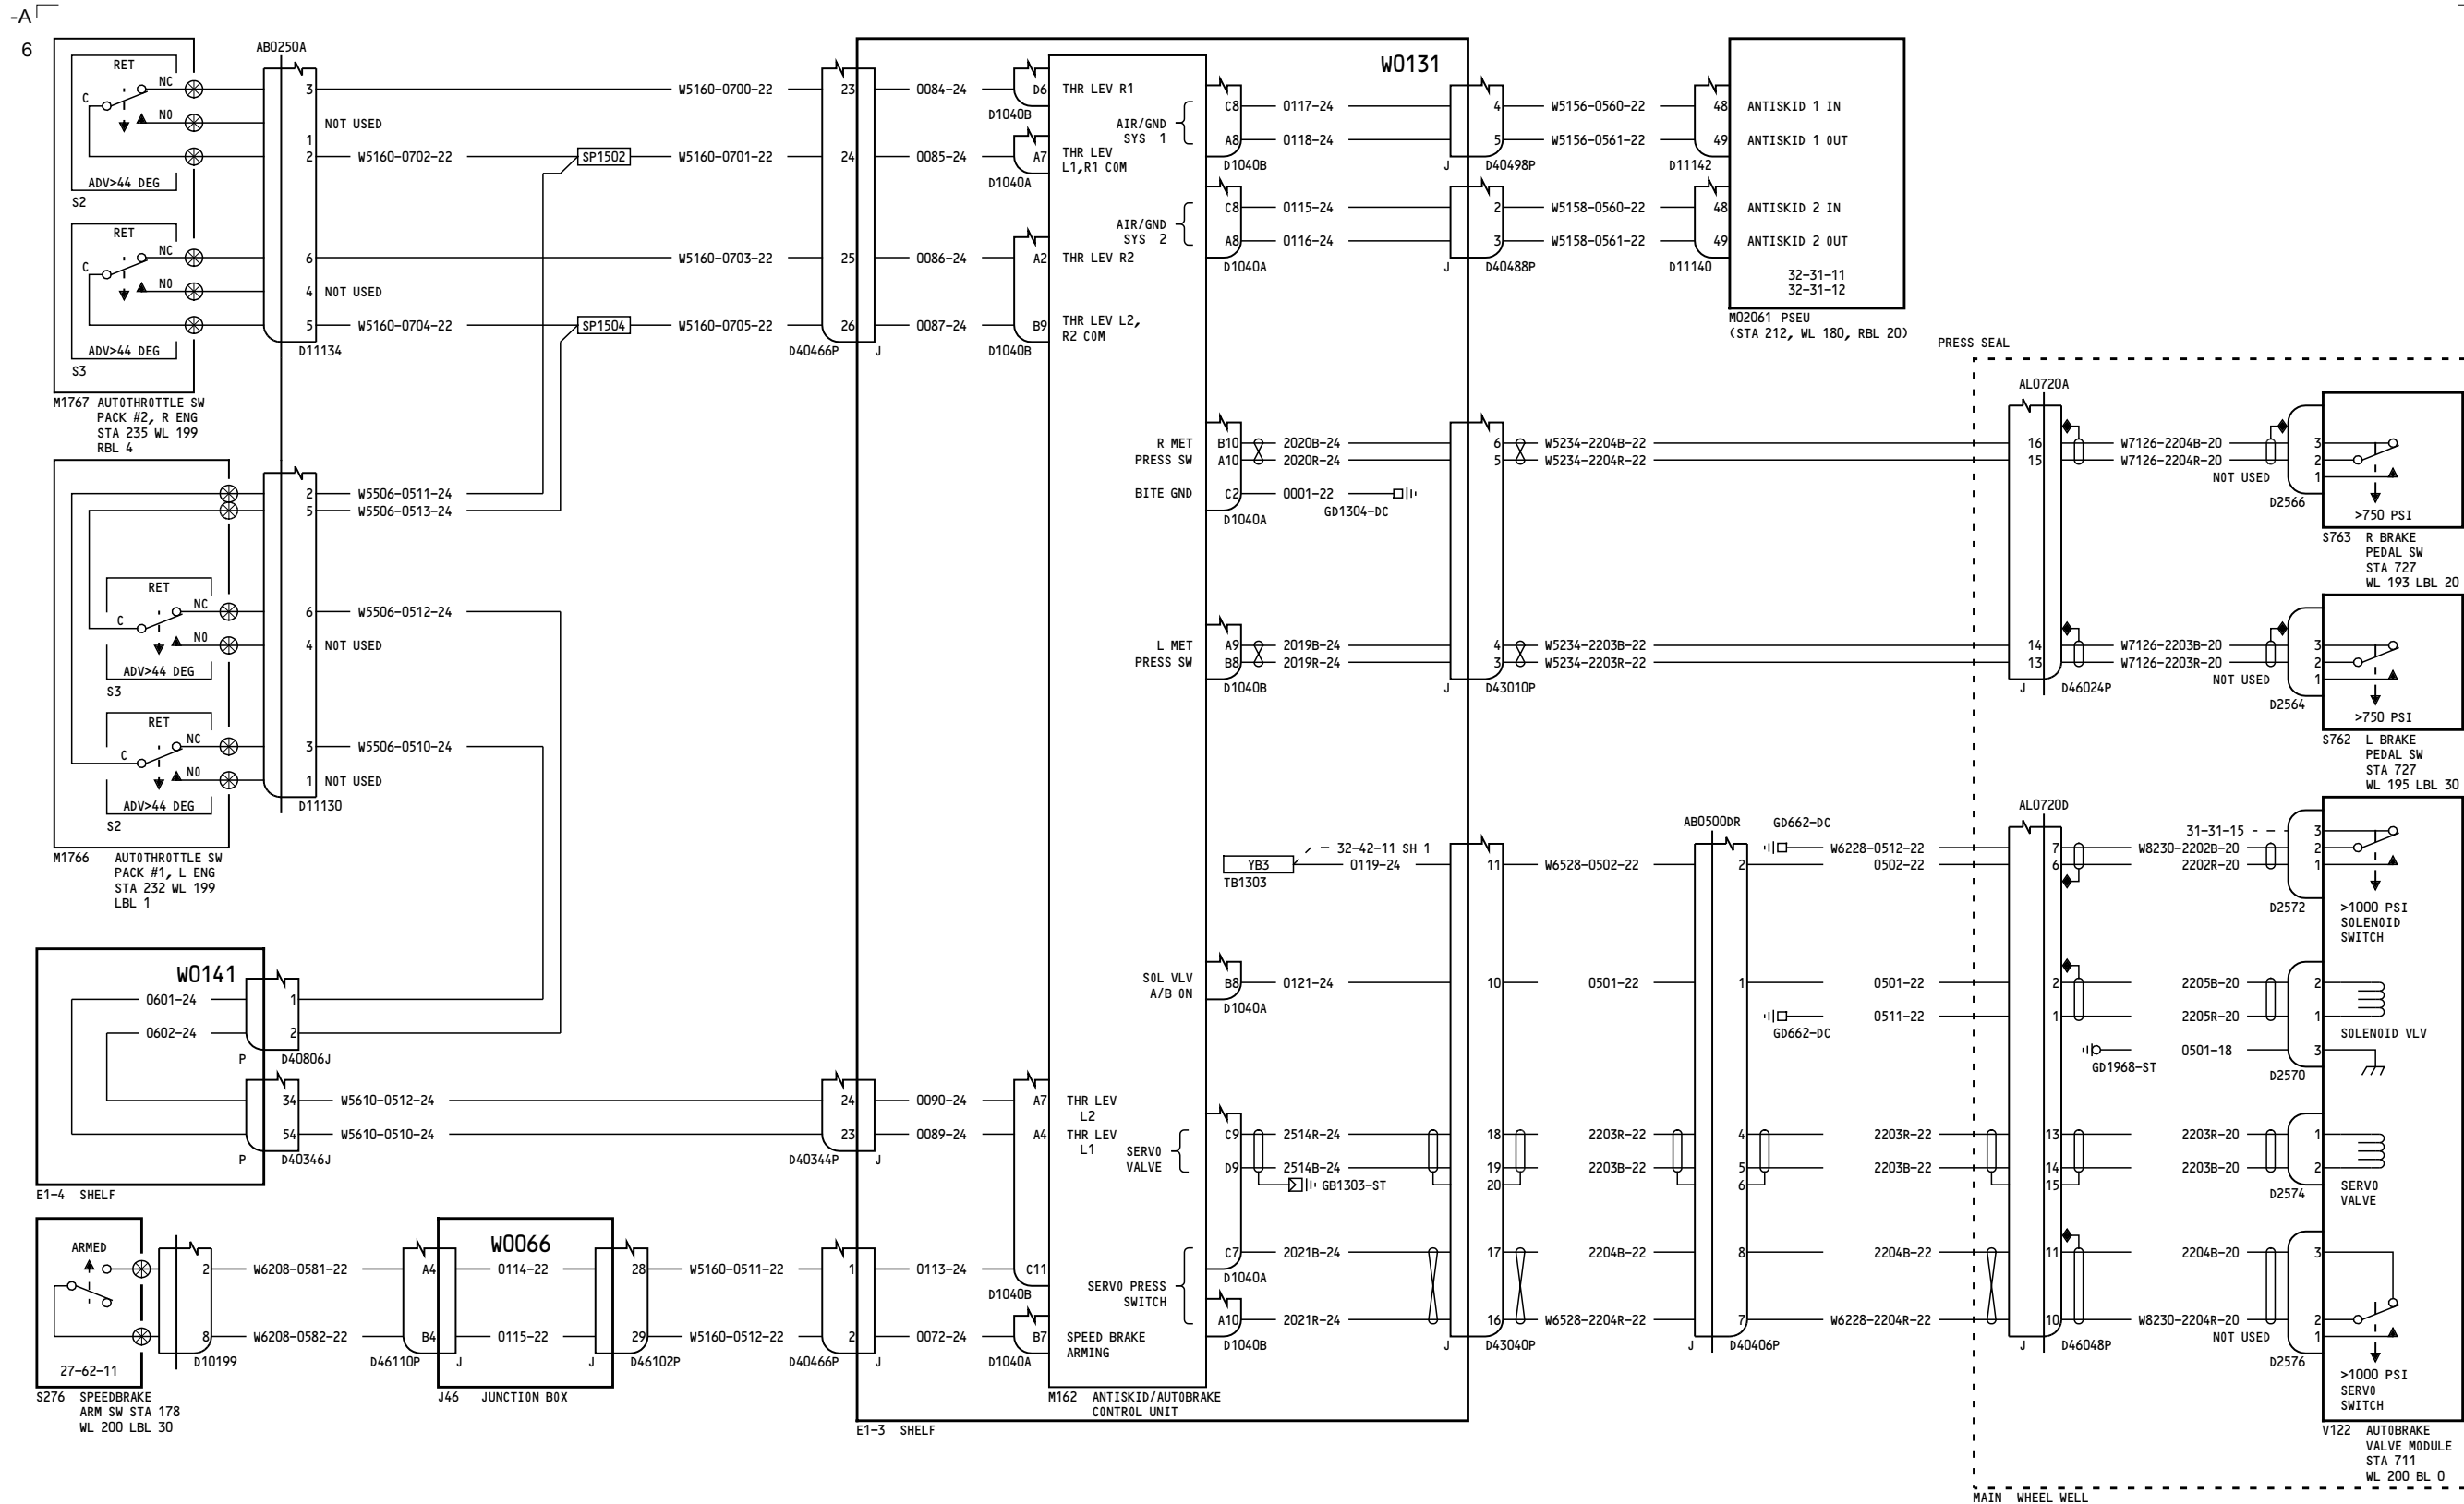 -A
6
RET
NC
C
NO
ADV>44 DEG
S2
RET
NC
C
NO
ADV>44 DEG
S3
M1767 AUTOTHROTTLE SW
PACK #2, R ENG
STA 235 WL 199
RBL 4
AB0250A
3
1 NOT USED
2
6
4 NOT USED
5
D11134
W5160-0700-22
W5160-0702-22
SP1502
W5160-0701-22
W5160-0703-22
W5160-0704-22
SP1504
W5160-0705-22
23
24
25
26
D40466P J
RET
NC
C
NO
ADV>44 DEG
S3
RET
NC
C
NO
ADV>44 DEG
S2
M1766 AUTOTHROTTLE SW
PACK #1, L ENG
STA 232 WL 199
LBL 1
2 W5506-0511-24
5 W5506-0513-24
6 W5506-0512-24
4 NOT USED
3 W5506-0510-24
1 NOT USED
D11130
W0141
0601-24 1
0602-24 2
P D40806J
34 W5610-0512-24 24
54 W5610-0510-24 23
P D40346J
D40344P J
E1-4 SHELF
ARMED
27-62-11
S276 SPEEDBRAKE
ARM SW STA 178
WL 200 LBL 30
2 W6208-0581-22 A4
8 W6208-0582-22 B4
D10199
D46110P J
W0066
0114-22
0115-22
J46 JUNCTION BOX
28 W5160-0511-22 1
29 W5160-0512-22 2
J D46102P
D40466P J
W0131
0084-24 D6 THR LEV R1
D1040B
0085-24 A7 THR LEV
L1,R1 COM
D1040A
0086-24 A2 THR LEV R2
0087-24 B9 THR LEV L2,
R2 COM
D1040B
0090-24 A7 THR LEV
L2
0089-24 A4 THR LEV
L1
0113-24 C11
D1040B
0072-24 B7 SPEED BRAKE
ARMING
D1040A
M162 ANTISKID/AUTOBRAKE
CONTROL UNIT
E1-3 SHELF
AIR/GND
SYS 1
C8 0117-24 4 W5156-0560-22 48 ANTISKID 1 IN
A8 0118-24 5 W5156-0561-22 49 ANTISKID 1 OUT
D1040B J D40498P D11142
AIR/GND
SYS 2
C8 0115-24 2 W5158-0560-22 48 ANTISKID 2 IN
A8 0116-24 3 W5158-0561-22 49 ANTISKID 2 OUT
D1040A J D40488P D11140
32-31-11
32-31-12
M02061 PSEU
(STA 212, WL 180, RBL 20)
PRESS SEAL
R MET
PRESS SW
B10 2020B-24 6 W5234-2204B-22
A10 2020R-24 5 W5234-2204R-22
BITE GND C2 0001-22
GD1304-DC
D1040A
L MET
PRESS SW
A9 2019B-24 4 W5234-2203B-22
B8 2019R-24 3 W5234-2203R-22
D1040B J D43010P
AL0720A
16 W7126-2204B-20 3
15 W7126-2204R-20 2
NOT USED 1
D2566
>750 PSI
S763 R BRAKE
PEDAL SW
STA 727
WL 193 LBL 20
14 W7126-2203B-20 3
13 W7126-2203R-20 2
NOT USED 1
J D46024P
D2564
>750 PSI
S762 L BRAKE
PEDAL SW
STA 727
WL 195 LBL 30
32-42-11 SH 1
YB3 0119-24 11 W6528-0502-22 2
TB1303
AB0500DR
GD662-DC
W6228-0512-22 7
0502-22 6
AL0720D
31-31-15 3
W8230-2202B-20 2
2202R-20 1
D2572
>1000 PSI
SOLENOID
SWITCH
SOL VLV
A/B ON
B8 0121-24 10 0501-22 1 0501-22 2 2205B-20 2
D1040A
GD662-DC
0511-22 1 2205R-20 1
SOLENOID VLV
GD1968-ST
0501-18 3
D2570
SERVO
VALVE
C9 2514R-24 18 2203R-22 4 2203R-22 13 2203R-20 1
D9 2514B-24 19 2203B-22 5 2203B-22 14 2203B-20 2
GB1303-ST 20 6 15
D2574
SERVO
VALVE
SERVO PRESS
SWITCH
C7 2021B-24 17 2204B-22 8 2204B-22 11 2204B-20 3
D1040A
A10 2021R-24 16 W6528-2204R-22 7 W6228-2204R-22 10 W8230-2204R-20 2
NOT USED 1
D1040B J D43040P J D40406P J D46048P D2576
>1000 PSI
SERVO
SWITCH
V122 AUTOBRAKE
VALVE MODULE
STA 711
WL 200 BL 0
MAIN WHEEL WELL